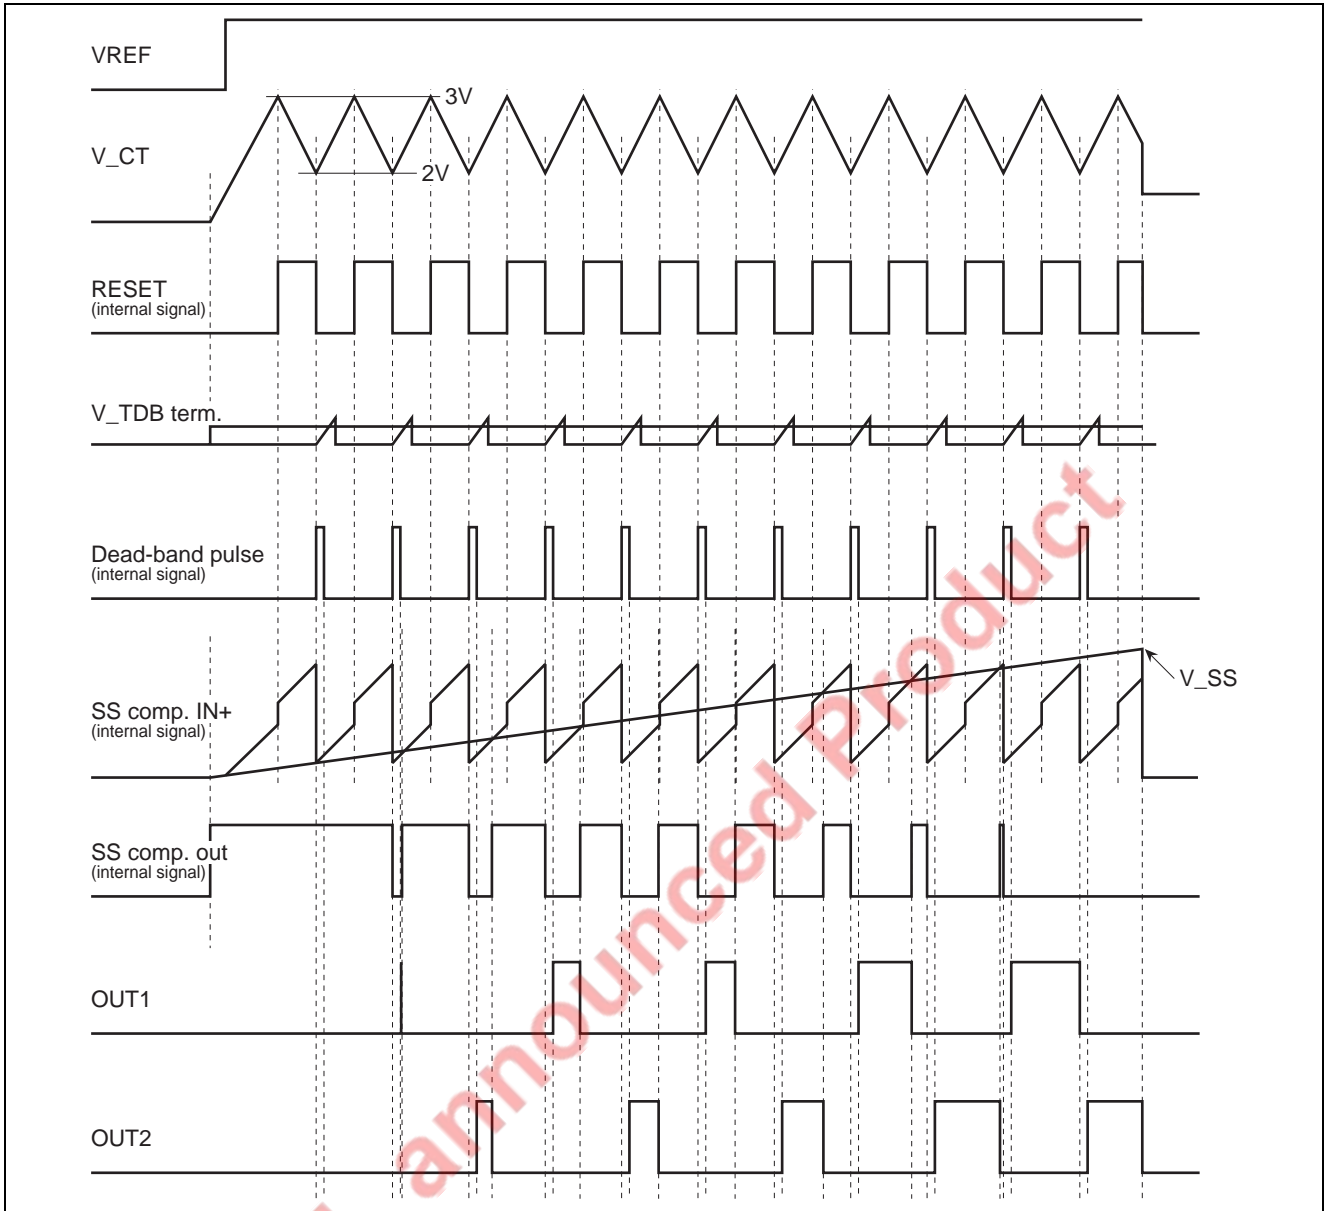 VREF
3V
V_CT
2V
RESET
(internal signal)
V_TDB term.
Dead-band pulse
(internal signal)
V_SS
SS comp. IN+
(internal signal)
SS comp. out
(internal signal)
OUT1
OUT2
announced Product